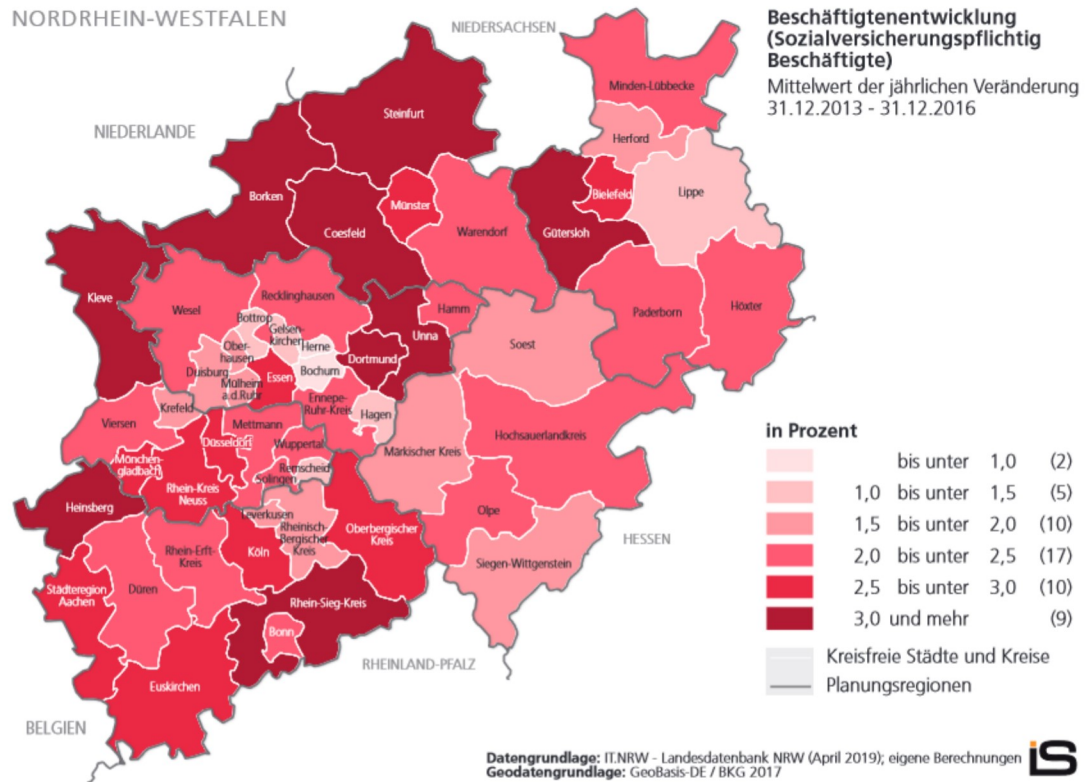 NORDRHEIN-WESTFALEN
NIEDERSACHSEN
Beschäftigtenentwicklung
(Sozialversicherungspflichtig
Beschäftigte)
Mittelwert der jährlichen Veränderung
31.12.2013 - 31.12.2016
NIEDERLANDE
Minden-Lübbecke
Steinfurt
Herford
Lippe
Bielefeld
Borken
Münster
Coesfeld
Warendorf
Gütersloh
Kleve
Wesel
Recklinghausen
Hamm
Paderborn
Höxter
Bottrop
Gelsen-
kirchen
Herne
Unna
Soest
Ober-
hausen
Dortmund
Duisburg
Essen
Bochum
Mülheim
a.d.Ruhr
Krefeld
Ennepe-
Ruhr-Kreis
Hagen
Viersen
Mettmann
Düsseldorf
Wuppertal
Hochsauerlandkreis
Märkischer Kreis
Mönchen-
gladbach
Remscheid
Solingen
Rhein-Kreis
Neuss
Heinsberg
Leverkusen
Olpe
Rheinisch-
Bergischer
Kreis
Oberbergischer
Kreis
Rhein-Erft-
Kreis
Köln
Siegen-Wittgenstein
HESSEN
Städteregion
Aachen
Düren
Rhein-Sieg-Kreis
Bonn
RHEINLAND-PFALZ
Euskirchen
BELGIEN
in Prozent
bis unter 1,0 (2)
1,0 bis unter 1,5 (5)
1,5 bis unter 2,0 (10)
2,0 bis unter 2,5 (17)
2,5 bis unter 3,0 (10)
3,0 und mehr (9)
Kreisfreie Städte und Kreise
Planungsregionen
Datengrundlage: IT.NRW - Landesdatenbank NRW (April 2019); eigene Berechnungen
Geodatengrundlage: GeoBasis-DE / BKG 2017
iS